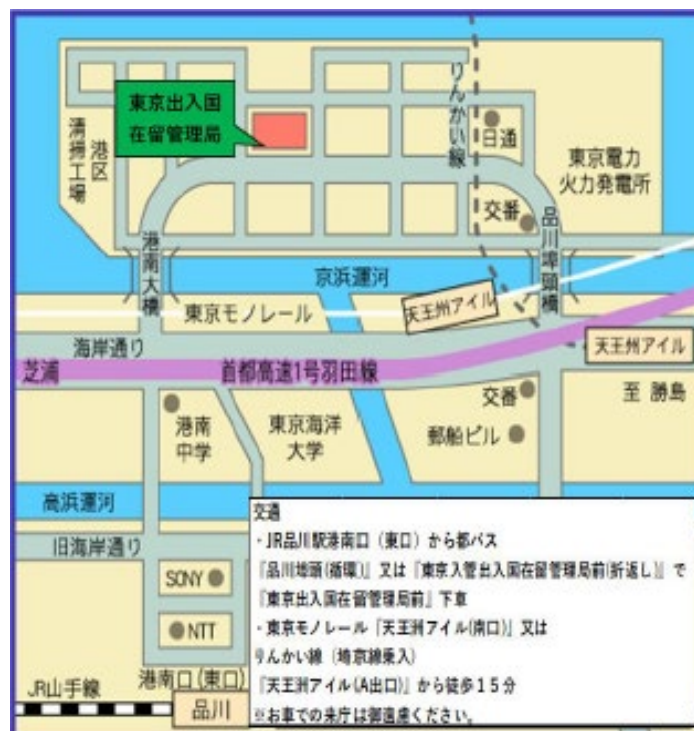 東京出入国
在留管理局
りんかい線
日通
東京電力
火力発電所
港区
清掃工場
交番
品川埠頭橋
港南大橋
京浜運河
東京モノレール
天王州アイル
海岸通り
天王州アイル
芝浦
首都高速1号羽田線
至 勝島
交番
港南
中学
東京海洋
大学
郵船ビル
高浜運河
旧海岸通り
SONY
NTT
港南口(東口)
JR山手線
品川
交通
・JR品川駅港南口（東口）から都バス
『品川埠頭(循環)』又は『東京入管出入国在留管理局前(折返し)』で
『東京出入国在留管理局前』下車
・東京モノレール『天王洲アイル(南口)』又は
りんかい線（埼京線乗入）
『天王洲アイル(A出口)』から徒歩１５分
※お車での来庁は御遠慮ください。